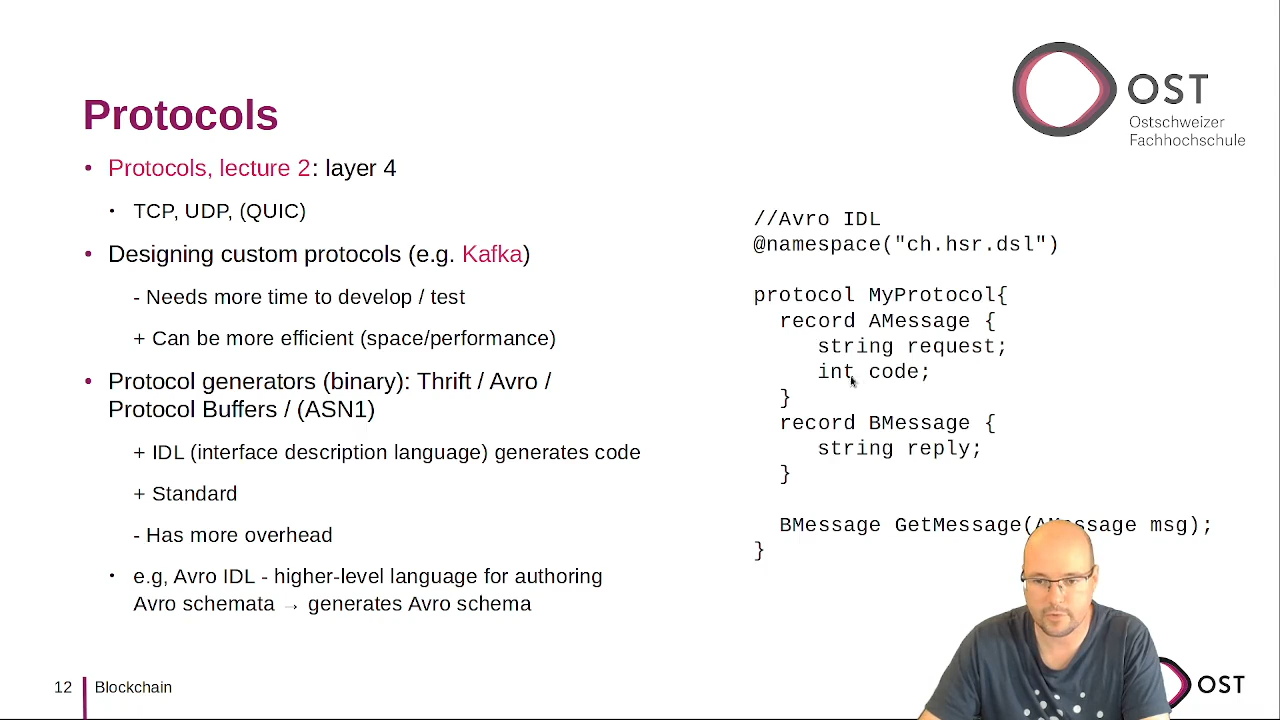 OST
Ostschweizer
Fachhochschule
Protocols
• Protocols, lecture 2: layer 4
• TCP, UDP, (QUIC)
• Designing custom protocols (e.g. Kafka)
- Needs more time to develop / test
+ Can be more efficient (space/performance)
• Protocol generators (binary): Thrift / Avro /
Protocol Buffers / (ASN1)
+ IDL (interface description language) generates code
+ Standard
- Has more overhead
• e.g, Avro IDL - higher-level language for authoring
Avro schemata → generates Avro schema
//Avro IDL
@namespace("ch.hsr.dsl")
protocol MyProtocol{
record AMessage {
string request;
int code;
}
record BMessage {
string reply;
}
BMessage GetMessage(AMessage msg);
}
12 Blockchain
OST